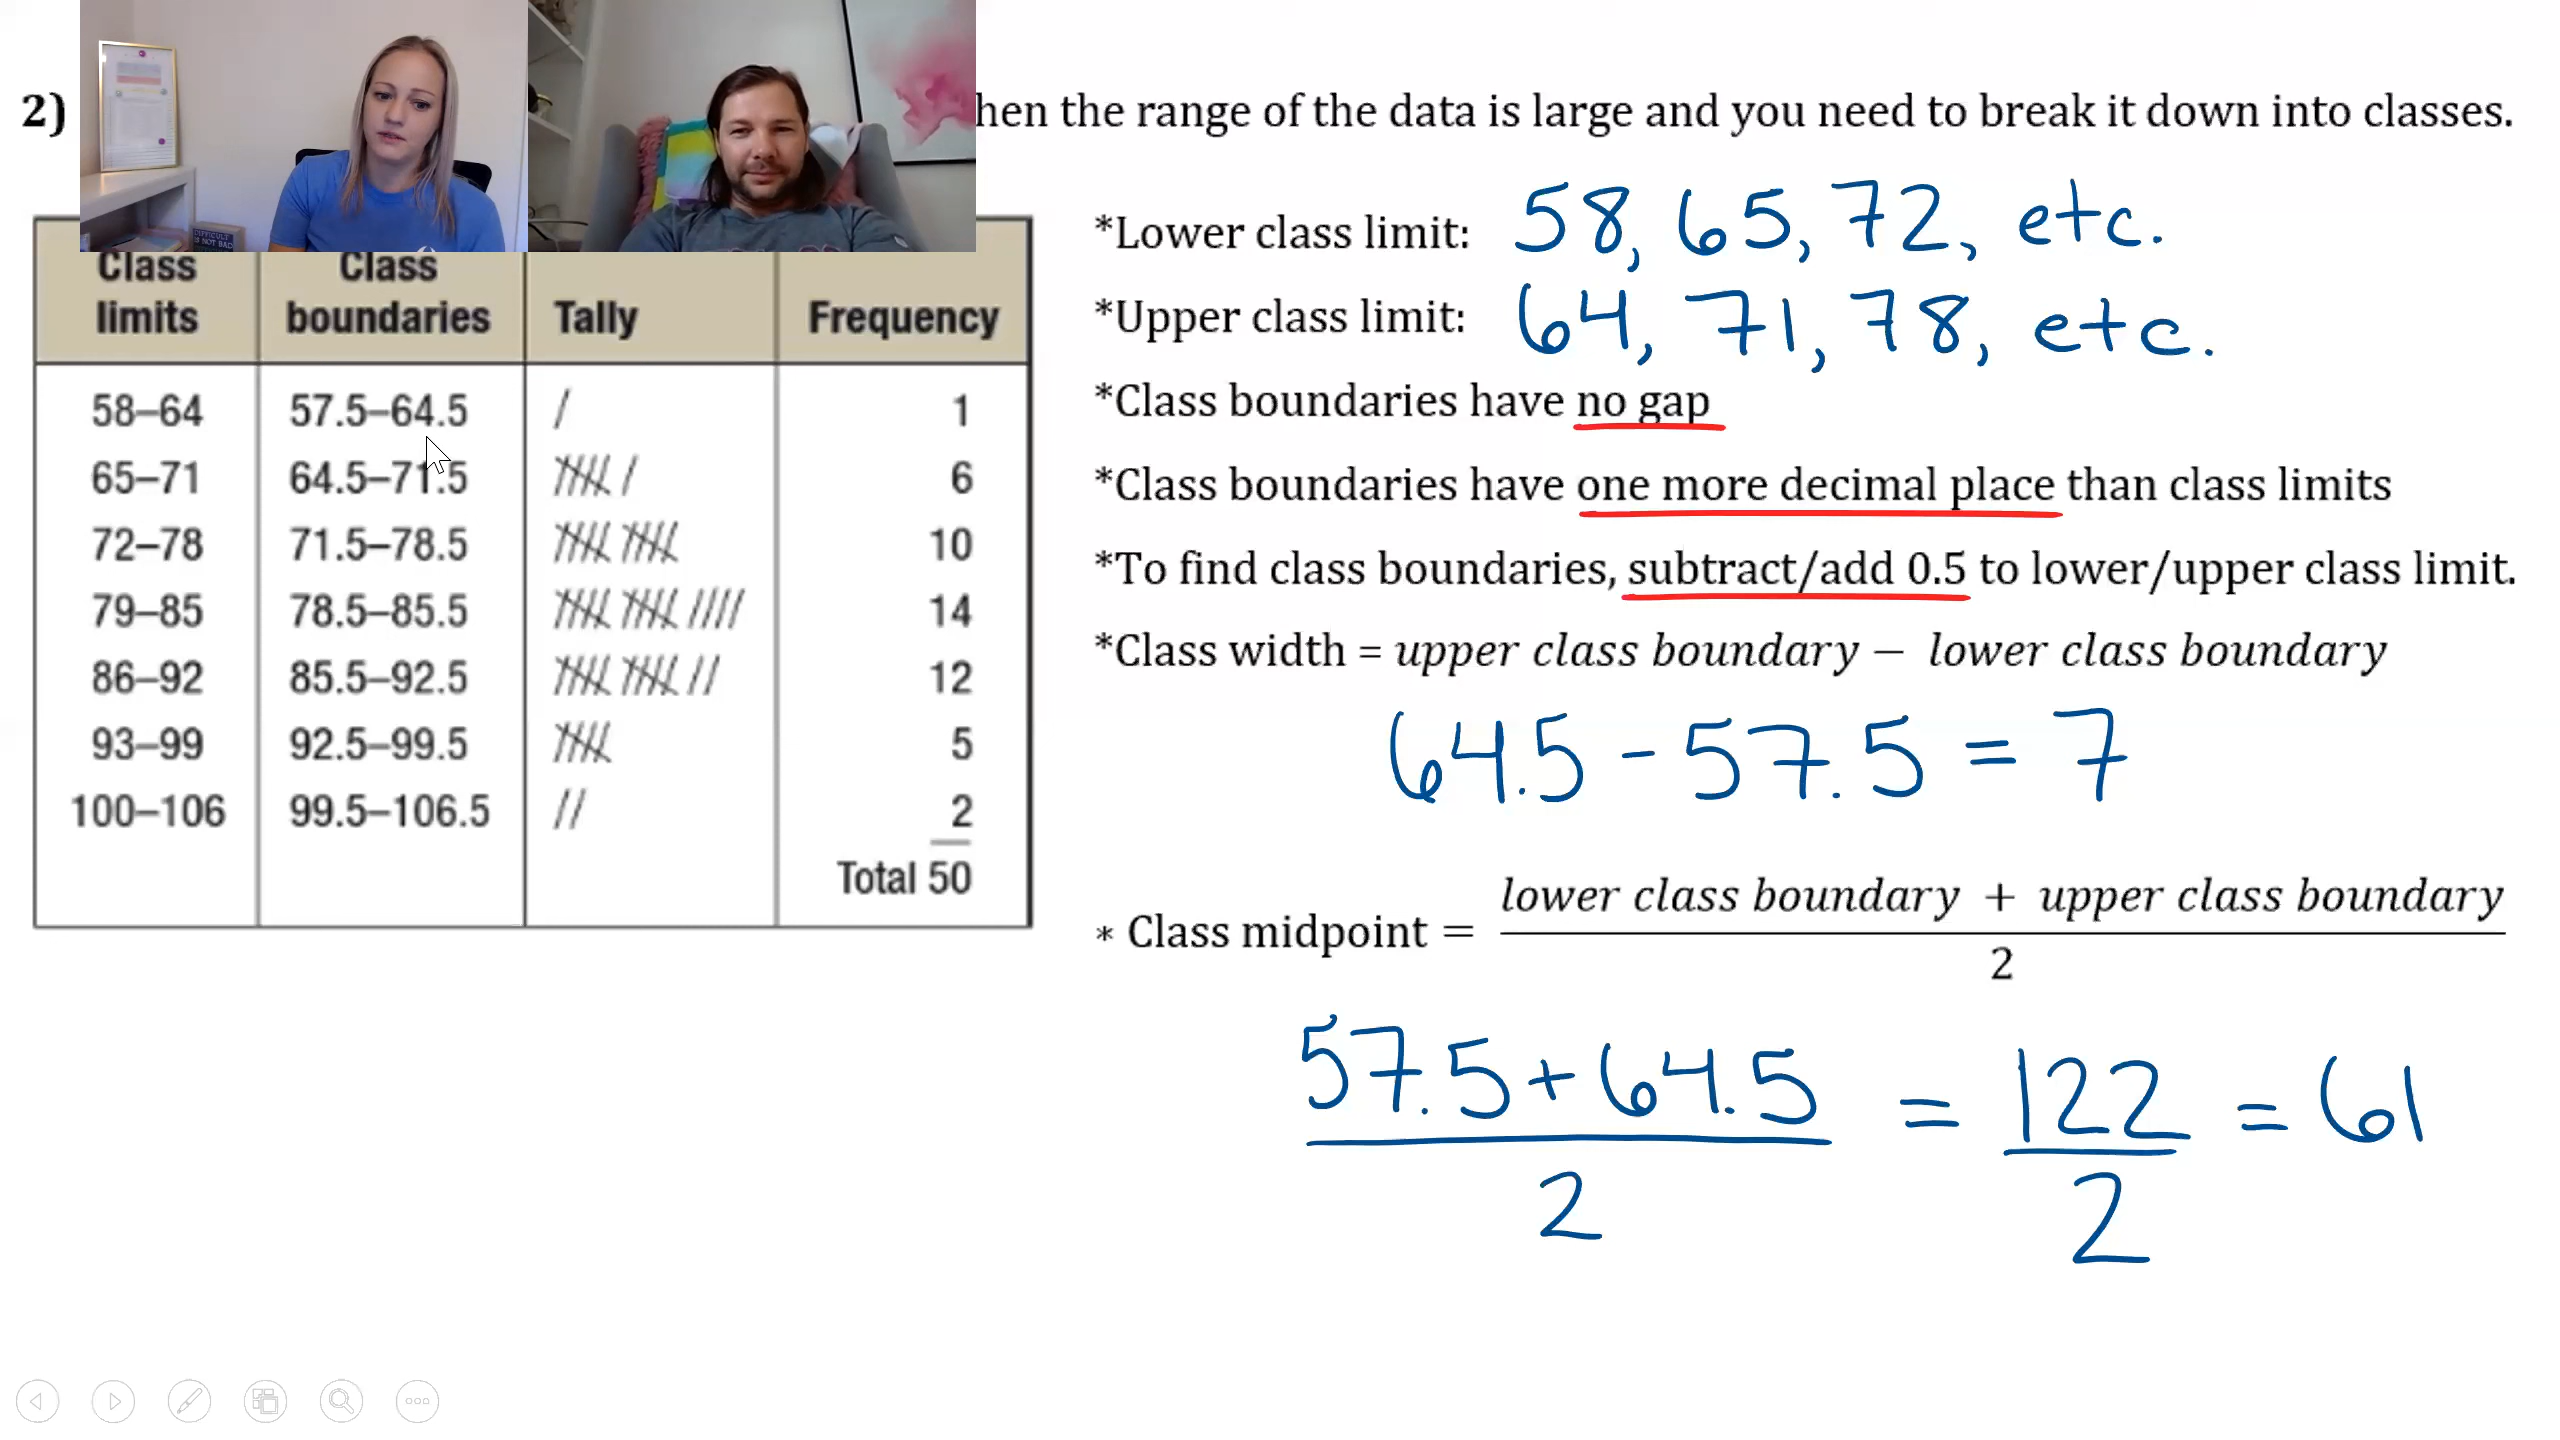 2) hen the range of the data is large and you need to break it down into classes.
DIFFICULT
IS NOT BAD
Class limits Class boundaries Tally Frequency
58–64 57.5–64.5 / 1
65–71 64.5–71.5 //// / 6
72–78 71.5–78.5 //// //// 10
79–85 78.5–85.5 //// //// //// 14
86–92 85.5–92.5 //// //// // 12
93–99 92.5–99.5 //// 5
100–106 99.5–106.5 // 2
Total 50
*Lower class limit: 58, 65, 72, etc.
*Upper class limit: 64, 71, 78, etc.
*Class boundaries have no gap
*Class boundaries have one more decimal place than class limits
*To find class boundaries, subtract/add 0.5 to lower/upper class limit.
*Class width = upper class boundary − lower class boundary
64.5 - 57.5 = 7
* Class midpoint = lower class boundary + upper class boundary
2
57.5 + 64.5 = 122 = 61
2 2